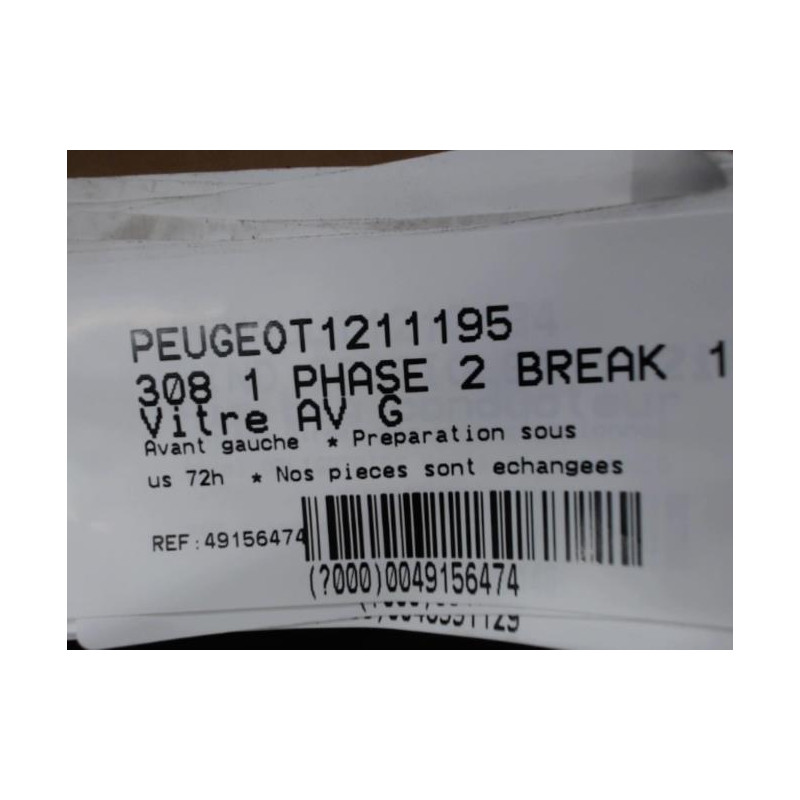 PEUGEOT1211195
308 1 PHASE 2 BREAK 1
Vitre AV G
Avant gauche * Preparation sous
us 72h * Nos pieces sont echangees
REF:49156474
(?000)0049156474